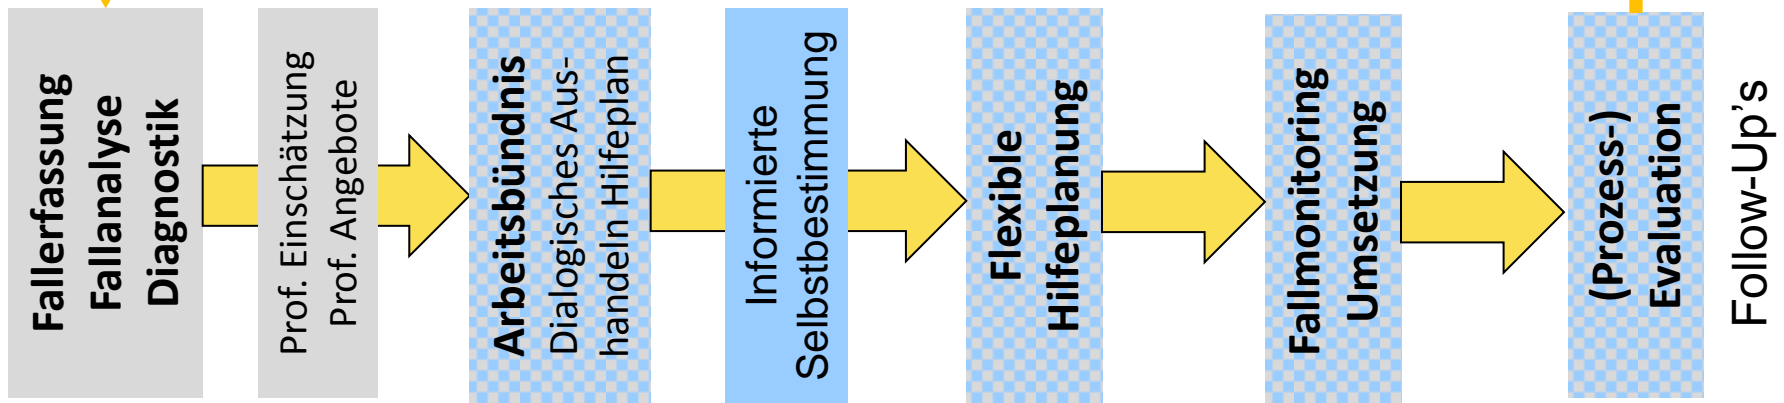 Fallerfassung
Fallanalyse
Diagnostik
Prof. Einschätzung
Prof. Angebote
Arbeitsbündnis
Dialogisches Aus-
handeln Hilfeplan
Informierte
Selbstbestimmung
Flexible
Hilfeplanung
Fallmonitoring
Umsetzung
(Prozess-)
Evaluation
Follow-Up's